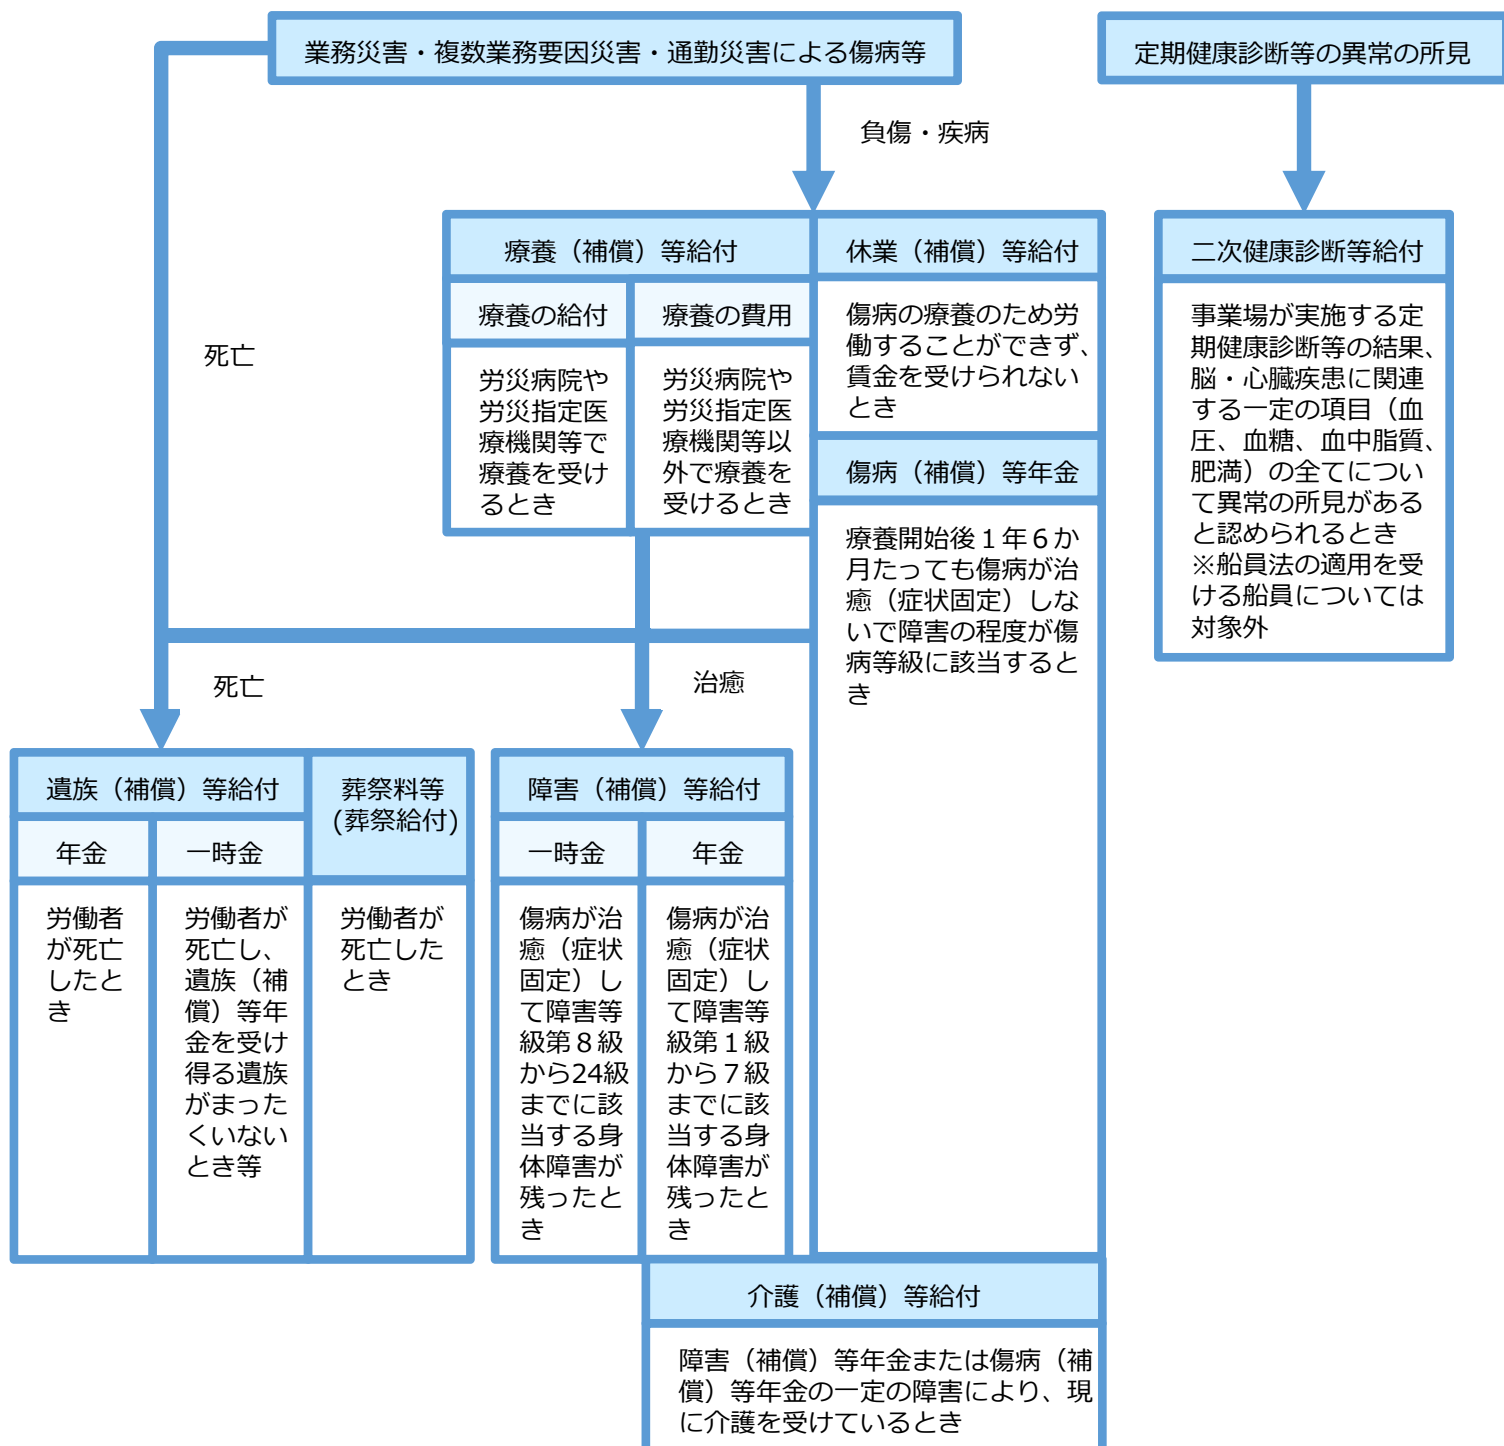 業務災害・複数業務要因災害・通勤災害による傷病等
定期健康診断等の異常の所見
負傷・疾病
死亡
療養（補償）等給付
療養の給付
労災病院や
労災指定医
療機関等で
療養を受け
るとき
療養の費用
労災病院や
労災指定医
療機関等以
外で療養を
受けるとき
休業（補償）等給付
傷病の療養のため労
働することができず、
賃金を受けられない
とき
傷病（補償）等年金
療養開始後１年６か
月たっても傷病が治
癒（症状固定）しな
いで障害の程度が傷
病等級に該当すると
き
二次健康診断等給付
事業場が実施する定
期健康診断等の結果、
脳・心臓疾患に関連
する一定の項目（血
圧、血糖、血中脂質、
肥満）の全てについ
て異常の所見がある
と認められるとき
※船員法の適用を受
ける船員については
対象外
死亡
治癒
遺族（補償）等給付
年金
労働者
が死亡
したと
き
一時金
労働者が
死亡し、
遺族（補
償）等年
金を受け
得る遺族
がまった
くいない
とき等
葬祭料等
(葬祭給付)
労働者が
死亡した
とき
障害（補償）等給付
一時金
傷病が治
癒（症状
固定）し
て障害等
級第８級
から24級
までに該
当する身
体障害が
残ったと
き
年金
傷病が治
癒（症状
固定）し
て障害等
級第１級
から７級
までに該
当する身
体障害が
残ったと
き
介護（補償）等給付
障害（補償）等年金または傷病（補
償）等年金の一定の障害により、現
に介護を受けているとき